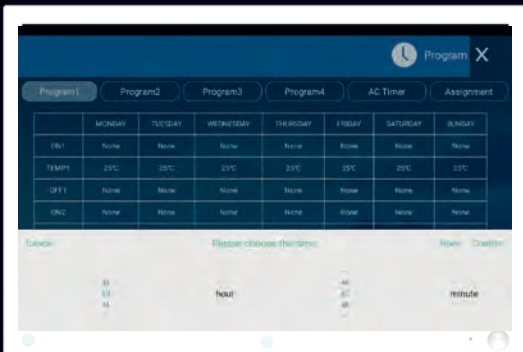 Program X
Program1 Program2 Program3 Program4 AC Timer Assignment
MONDAY TUESDAY WEDNESDAY THURSDAY FRIDAY SATURDAY SUNDAY
ON1 None None None None None None None
TEMP1 25°C 25°C 25°C 25°C 25°C 25°C 25°C
OFF1 None None None None None None None
ON2 None None None None None None None
Cancel Please choose the time None Confirm
hour minute